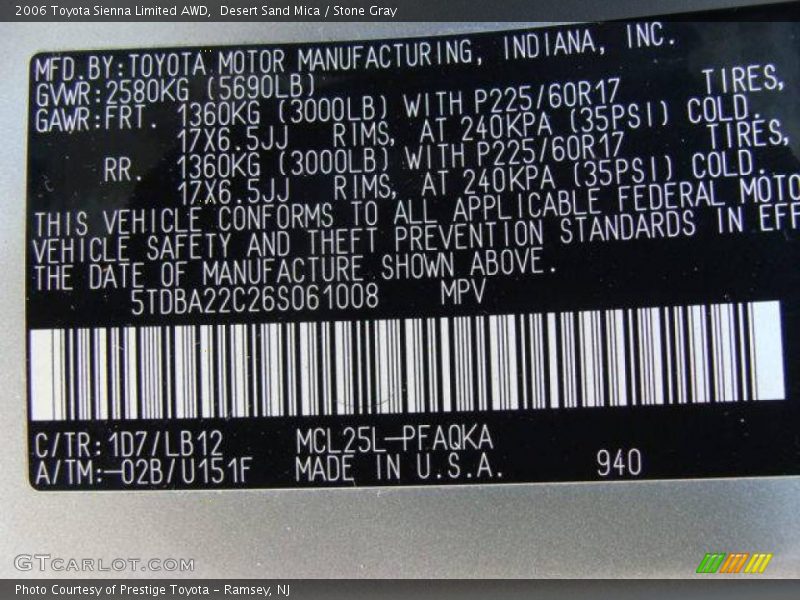 2006 Toyota Sienna Limited AWD, Desert Sand Mica / Stone Gray
MFD.BY:TOYOTA MOTOR MANUFACTURING, INDIANA, INC.
GVWR:2580KG (5690LB)
GAWR:FRT. 1360KG (3000LB) WITH P225/60R17 TIRES,
17X6.5JJ RIMS, AT 240KPA (35PSI) COLD.
RR. 1360KG (3000LB) WITH P225/60R17 TIRES,
17X6.5JJ RIMS, AT 240KPA (35PSI) COLD.
THIS VEHICLE CONFORMS TO ALL APPLICABLE FEDERAL MOTO
VEHICLE SAFETY AND THEFT PREVENTION STANDARDS IN EFF
THE DATE OF MANUFACTURE SHOWN ABOVE.
5TDBA22C26S061008 MPV
C/TR:1D7/LB12 MCL25L-PFAQKA
A/TM:-02B/U151F MADE IN U.S.A. 940
GTCARLOT.COM
Photo Courtesy of Prestige Toyota - Ramsey, NJ